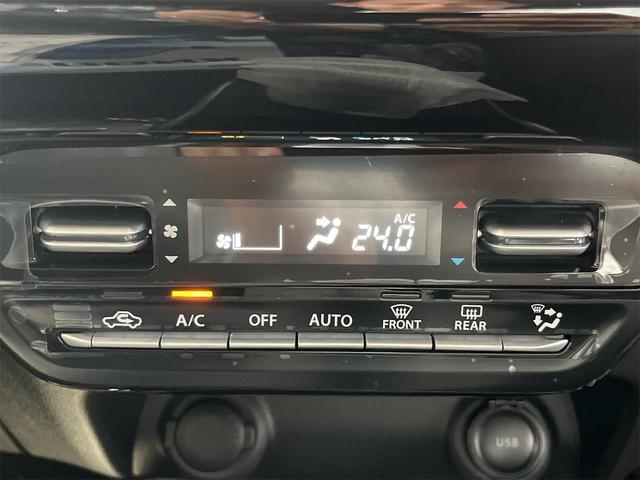 A/C
24.0
A/C
OFF
AUTO
FRONT
REAR
USB